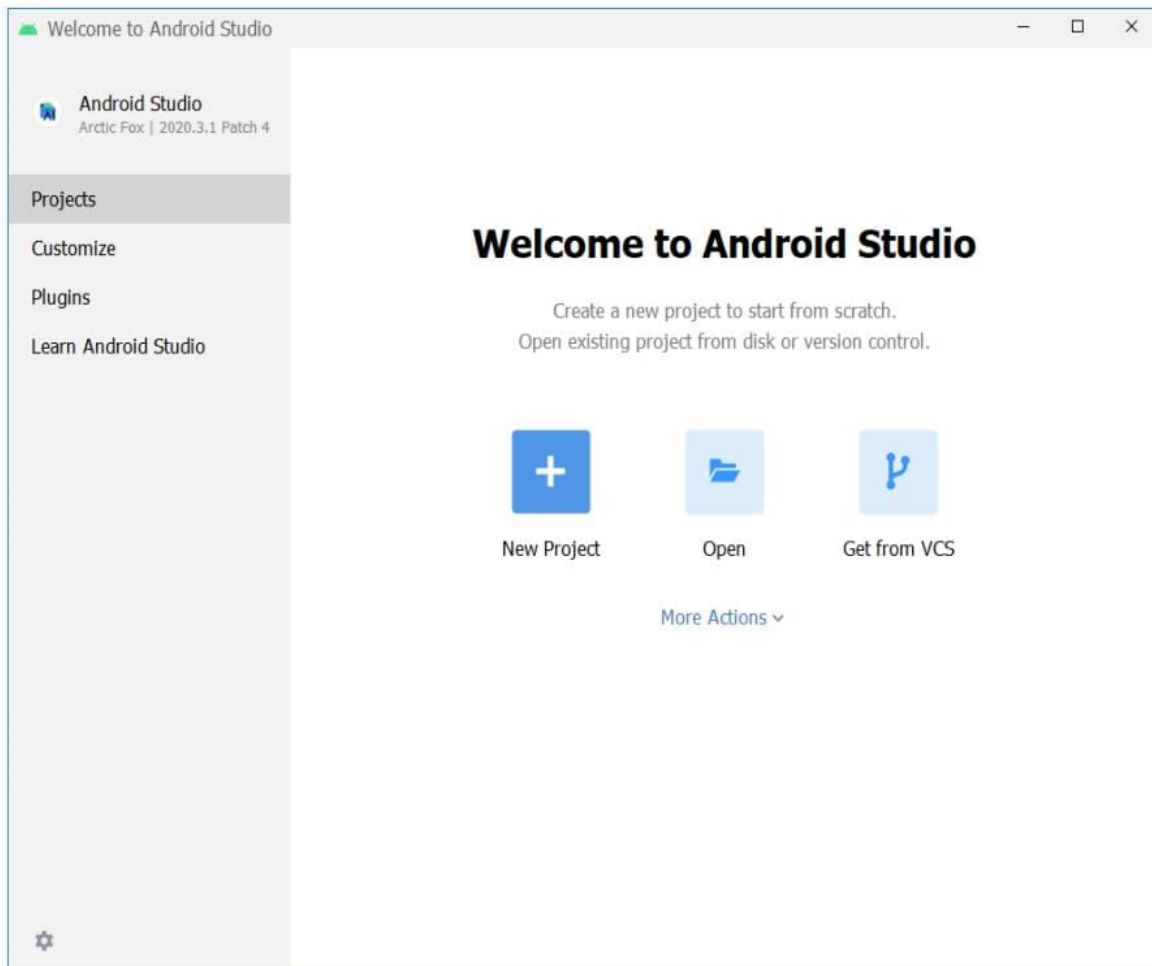 Welcome to Android Studio
Android Studio
Arctic Fox | 2020.3.1 Patch 4
Projects
Customize
Plugins
Learn Android Studio
Welcome to Android Studio
Create a new project to start from scratch.
Open existing project from disk or version control.
New Project
Open
Get from VCS
More Actions